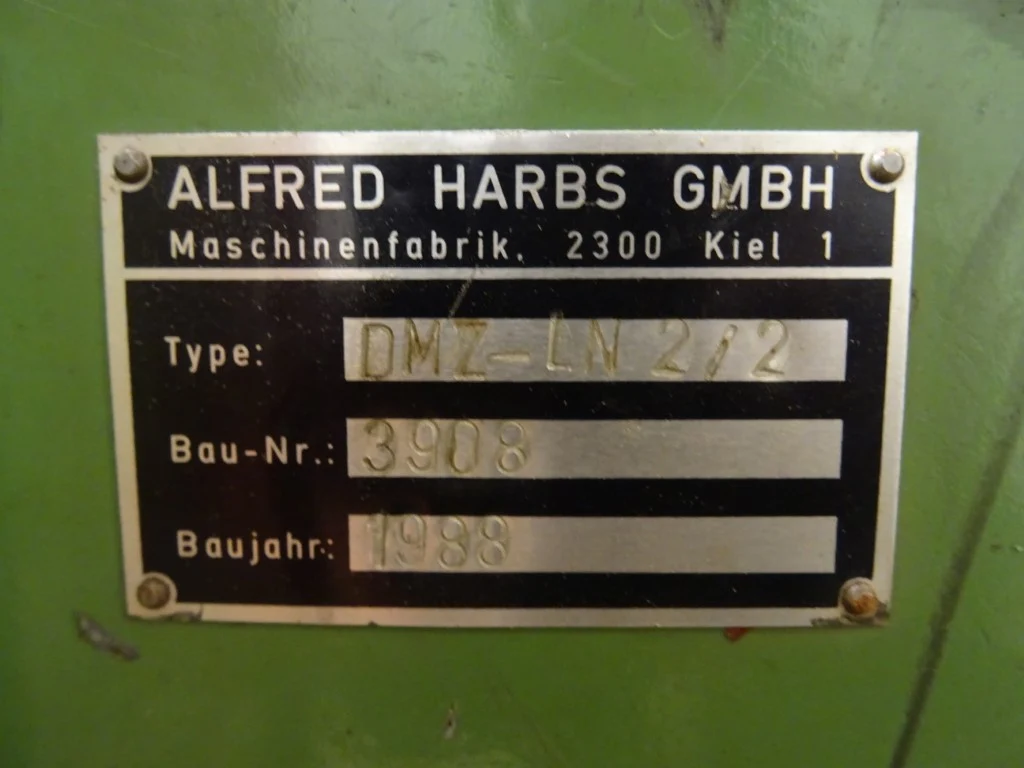 ALFRED HARBS GMBH
Maschinenfabrik, 2300 Kiel 1
Type: DMZ-LN 2/2
Bau-Nr.: 3908
Baujahr: 1988